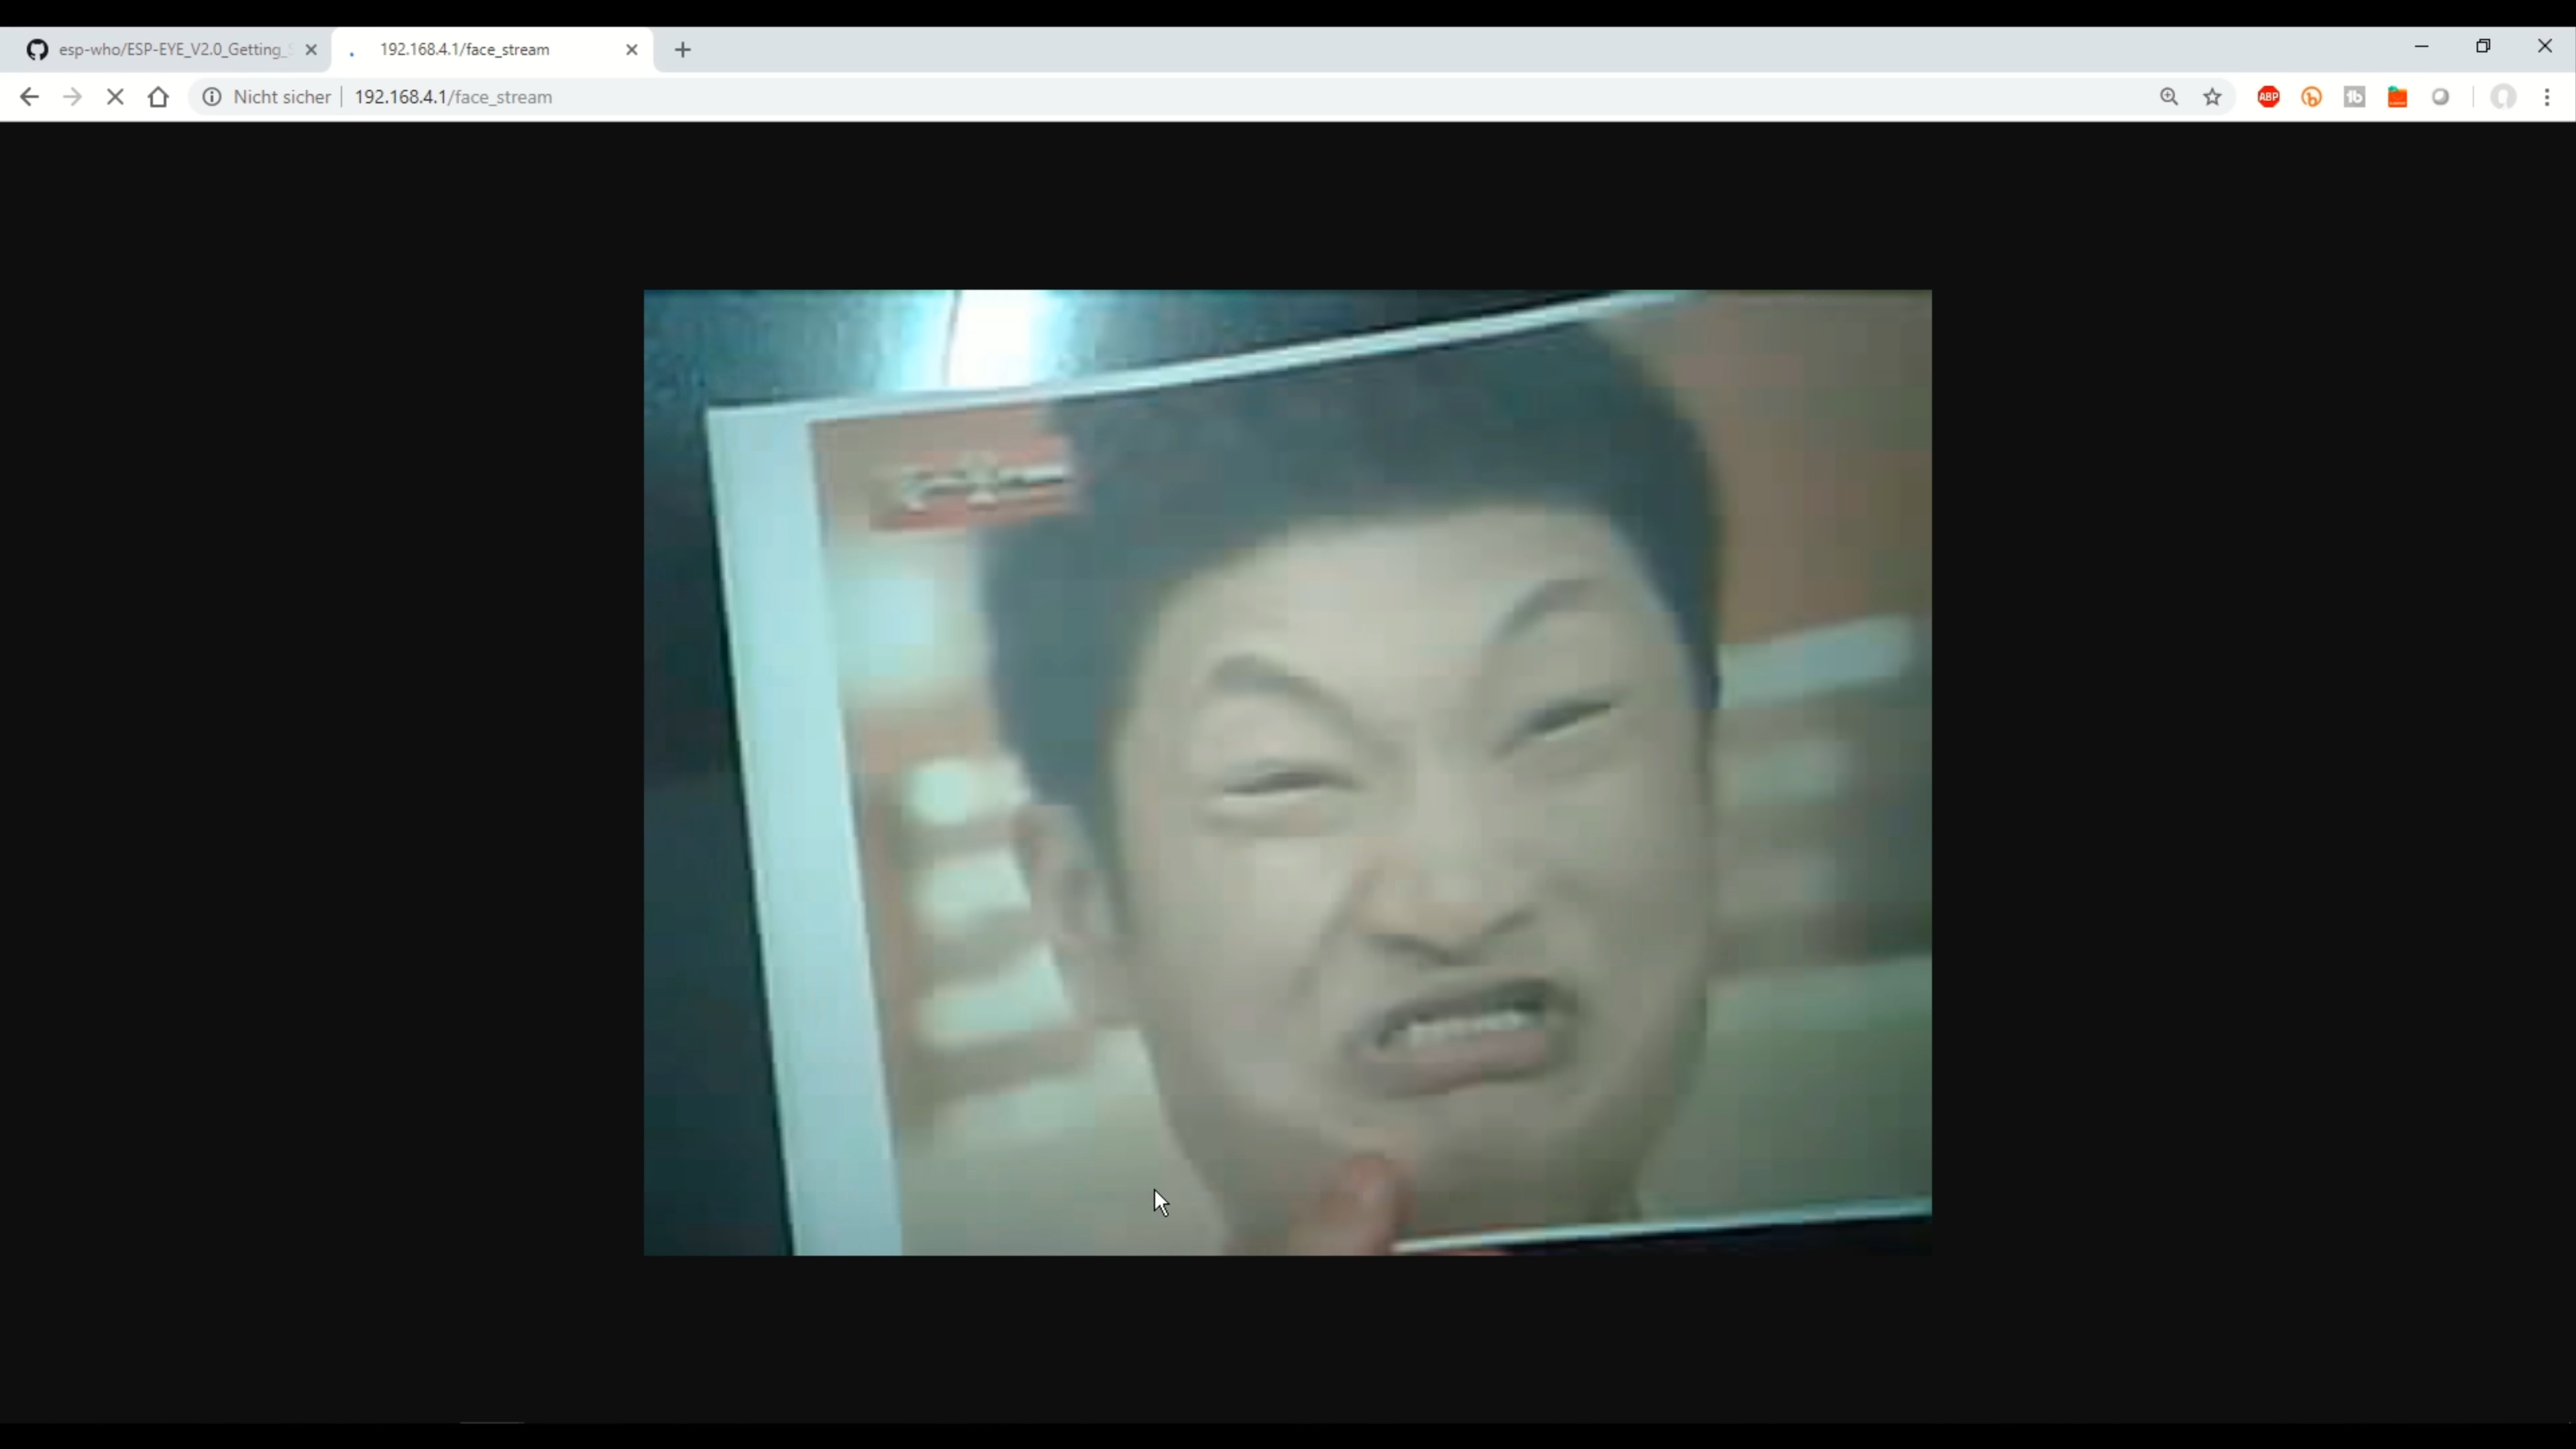 esp-who/ESP-EYE_V2.0_Getting_
192.168.4.1/face_stream
Nicht sicher
192.168.4.1/face_stream
ABP